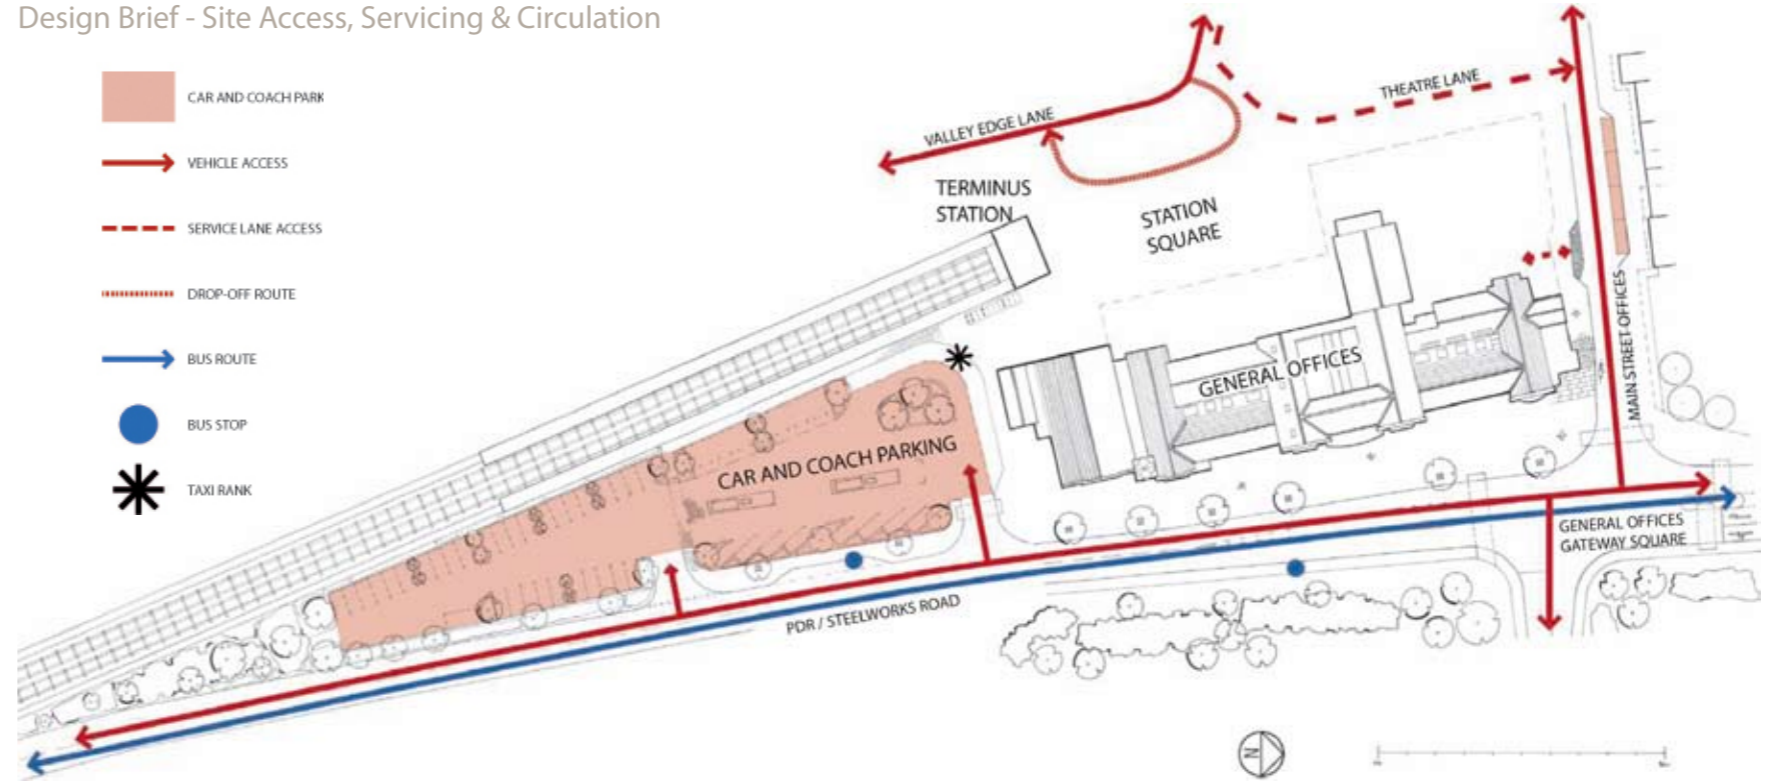 Design Brief - Site Access, Servicing & Circulation
CAR AND COACH PARK
VEHICLE ACCESS
SERVICE LANE ACCESS
DROP-OFF ROUTE
BUS ROUTE
BUS STOP
TAXI RANK
VALLEY EDGE LANE
THEATRE LANE
TERMINUS
STATION
STATION
SQUARE
GENERAL OFFICES
MAIN STREET OFFICES
CAR AND COACH PARKING
GENERAL OFFICES
GATEWAY SQUARE
PDR / STEELWORKS ROAD
N